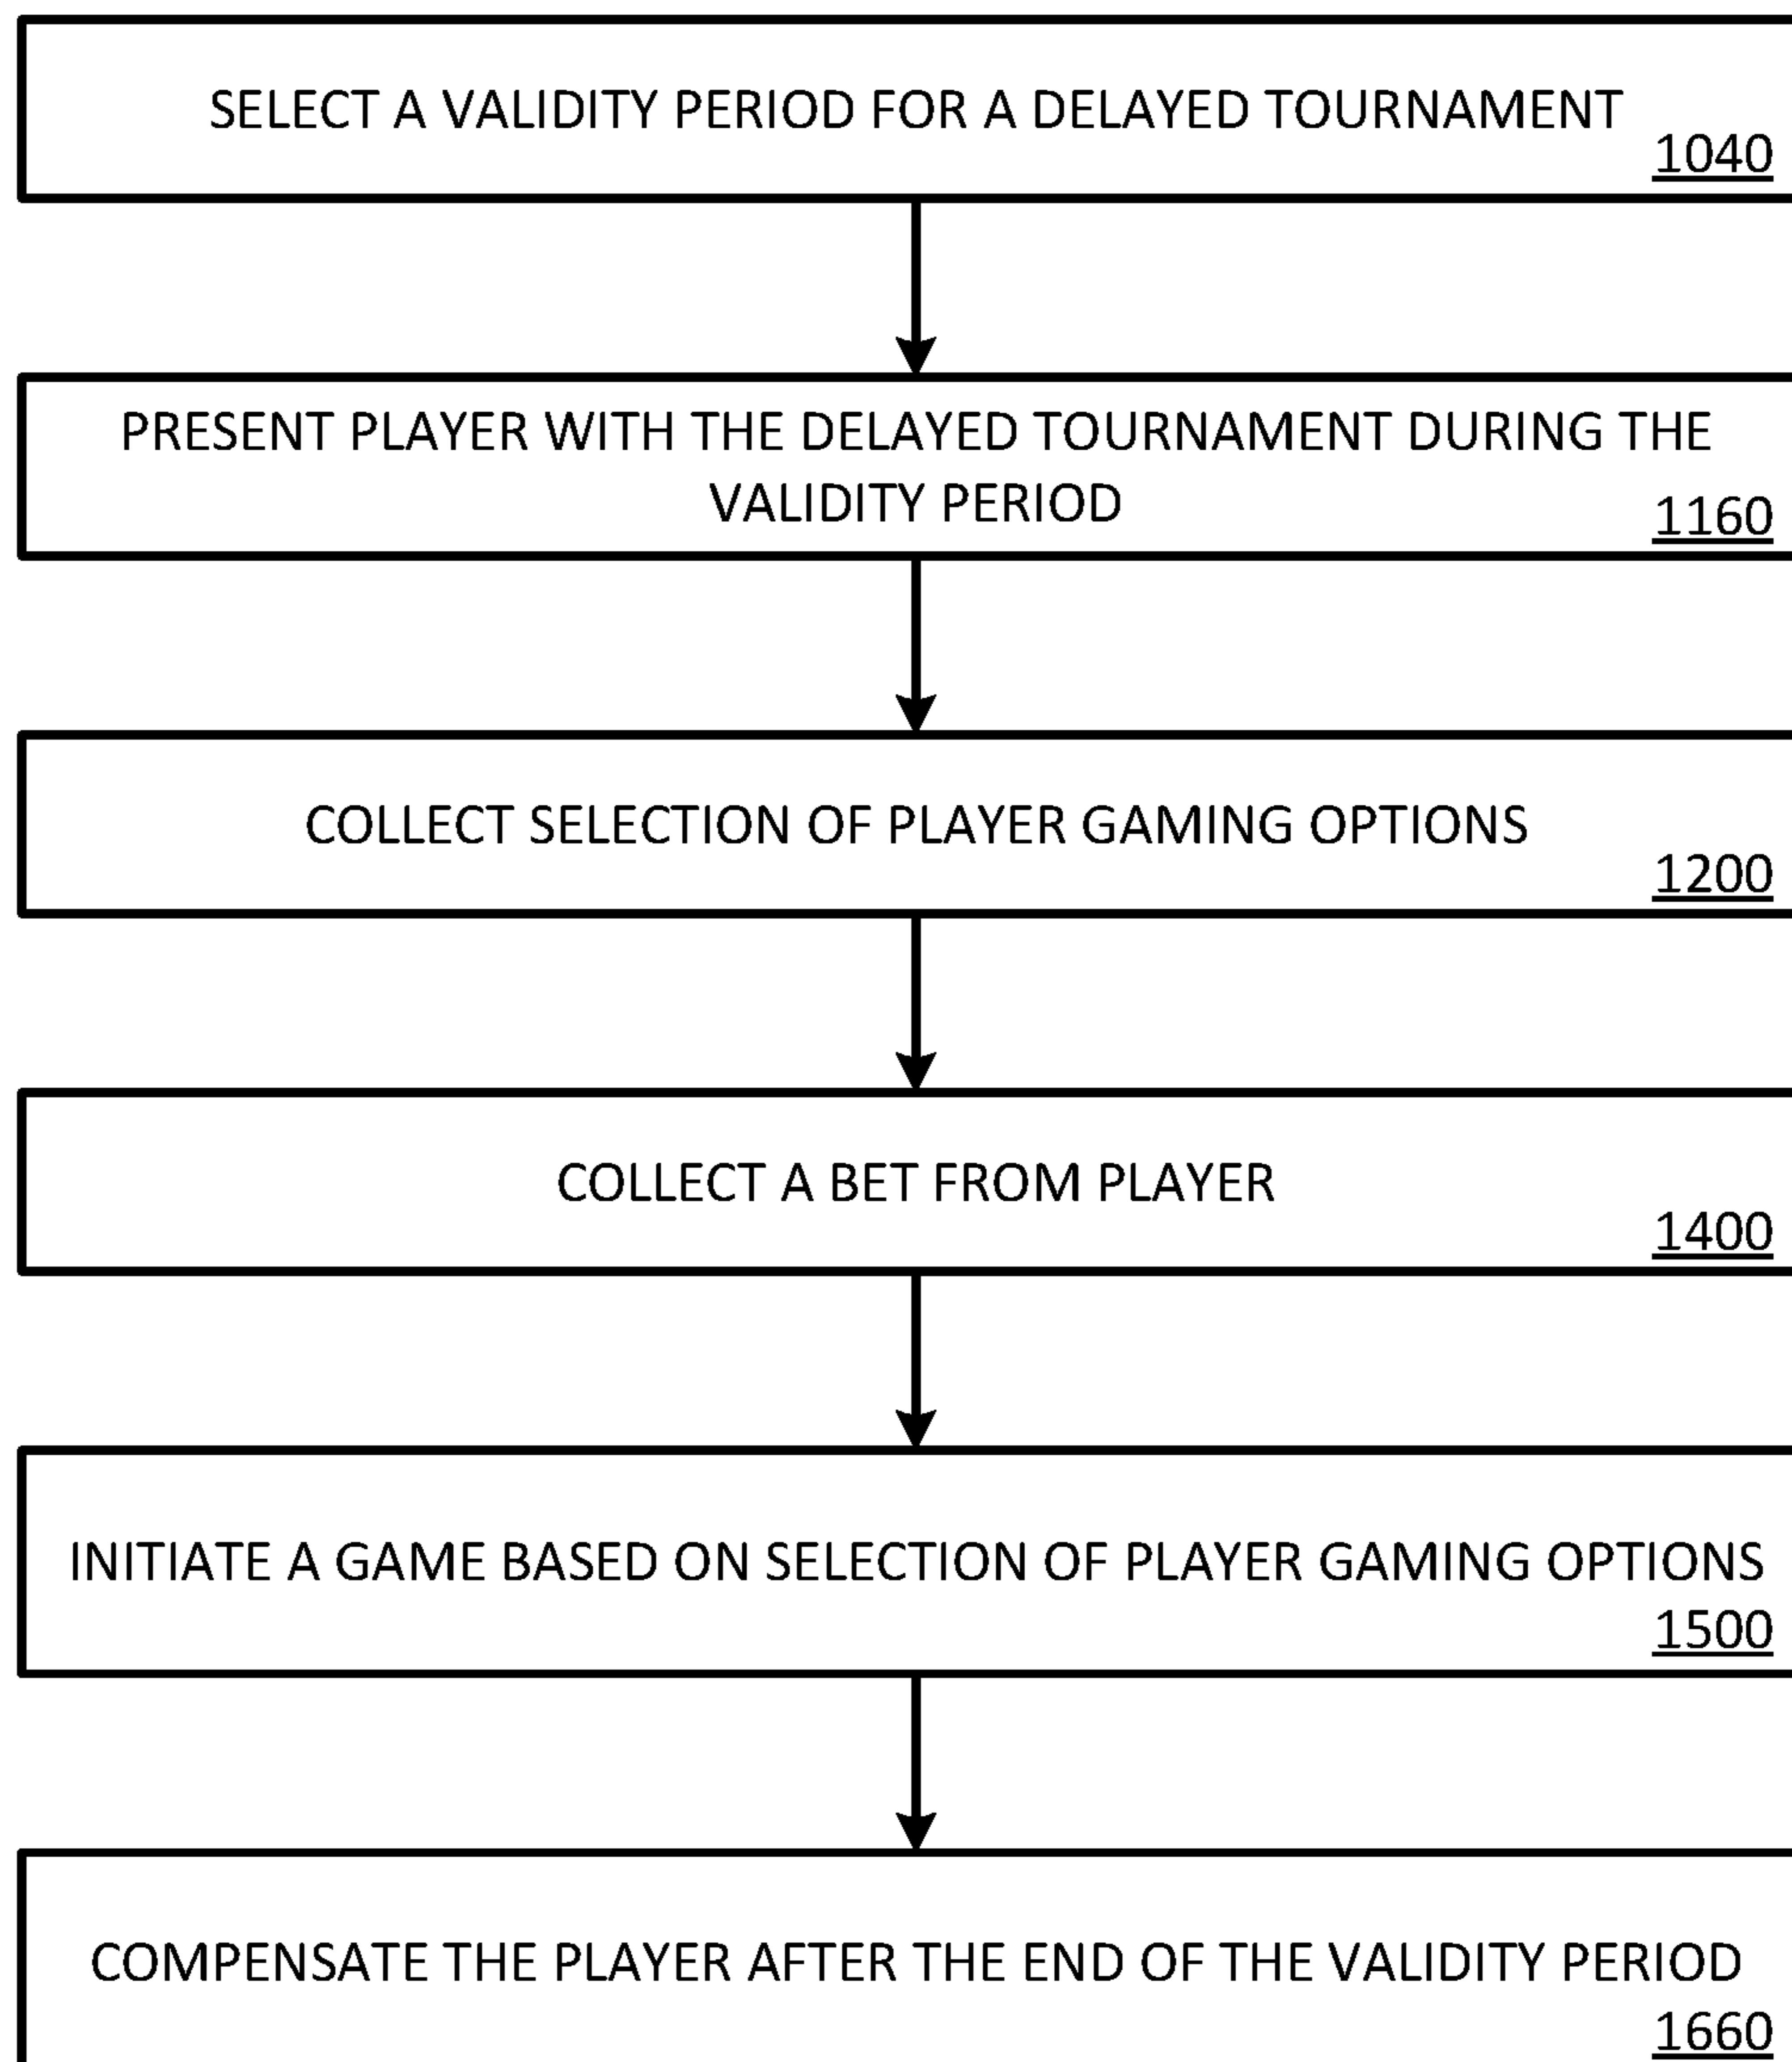 SELECT A VALIDITY PERIOD FOR A DELAYED TOURNAMENT
1040
PRESENT PLAYER WITH THE DELAYED TOURNAMENT DURING THE
VALIDITY PERIOD
1160
COLLECT SELECTION OF PLAYER GAMING OPTIONS
1200
COLLECT A BET FROM PLAYER
1400
INITIATE A GAME BASED ON SELECTION OF PLAYER GAMING OPTIONS
1500
COMPENSATE THE PLAYER AFTER THE END OF THE VALIDITY PERIOD
1660